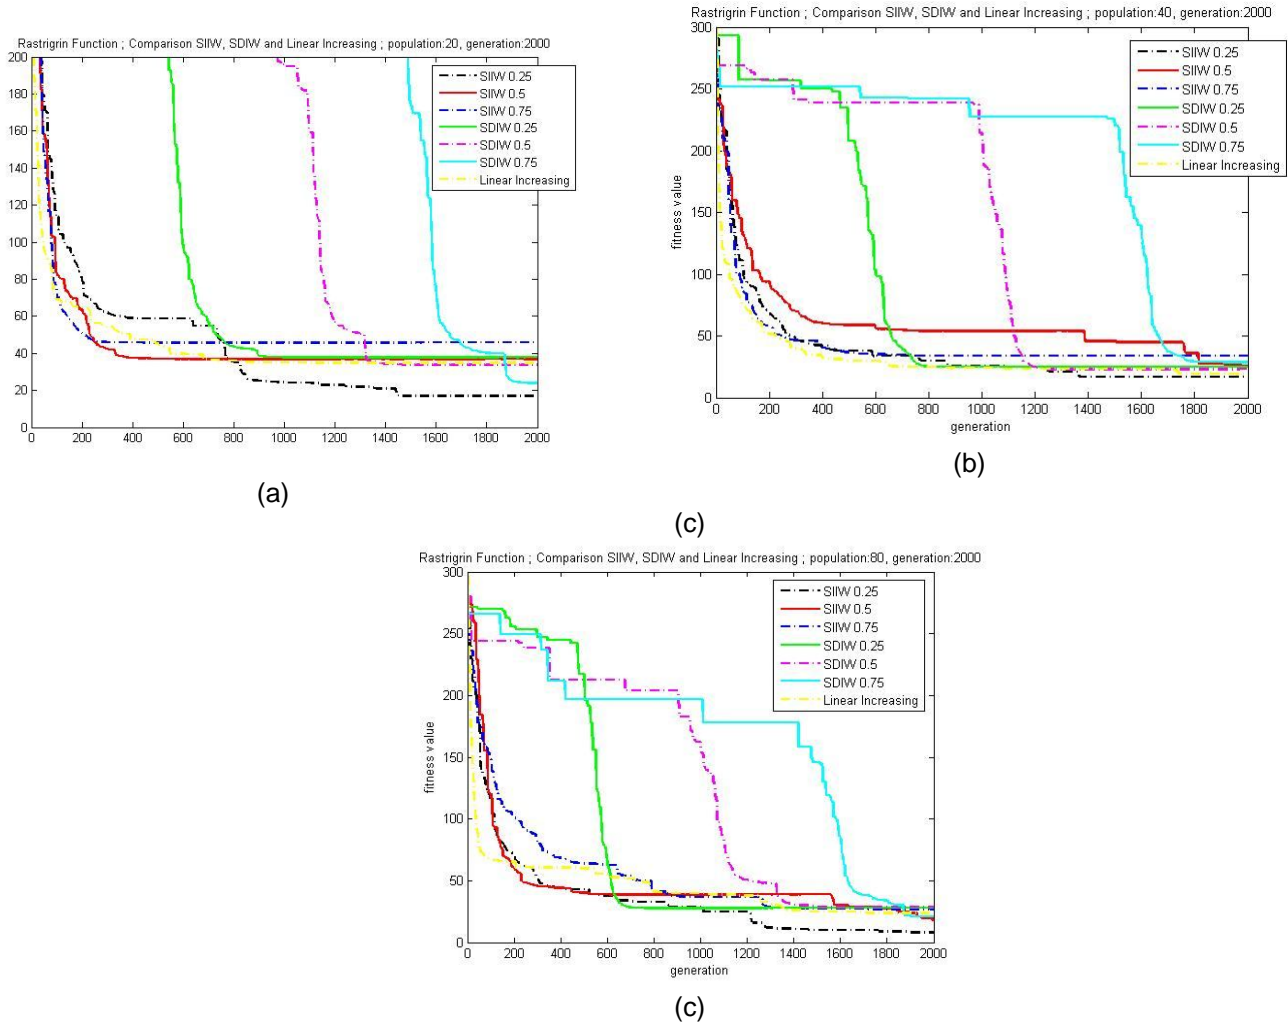 Rastrigrin Function ; Comparison SIIW, SDIW and Linear Increasing ; population:20, generation:2000
200
180
160
140
120
100
80
60
40
20
0
0 200 400 600 800 1000 1200 1400 1600 1800 2000
SIIW 0.25
SIIW 0.5
SIIW 0.75
SDIW 0.25
SDIW 0.5
SDIW 0.75
Linear Increasing
(a)
Rastrigrin Function ; Comparison SIIW, SDIW and Linear Increasing ; population:40, generation:2000
300
250
200
150
100
50
0
fitness value
0 200 400 600 800 1000 1200 1400 1600 1800 2000
generation
SIIW 0.25
SIIW 0.5
SIIW 0.75
SDIW 0.25
SDIW 0.5
SDIW 0.75
Linear Increasing
(b)
(c)
Rastrigrin Function ; Comparison SIIW, SDIW and Linear Increasing ; population:80, generation:2000
300
250
200
150
100
50
0
fitness value
0 200 400 600 800 1000 1200 1400 1600 1800 2000
generation
SIIW 0.25
SIIW 0.5
SIIW 0.75
SDIW 0.25
SDIW 0.5
SDIW 0.75
Linear Increasing
(c)